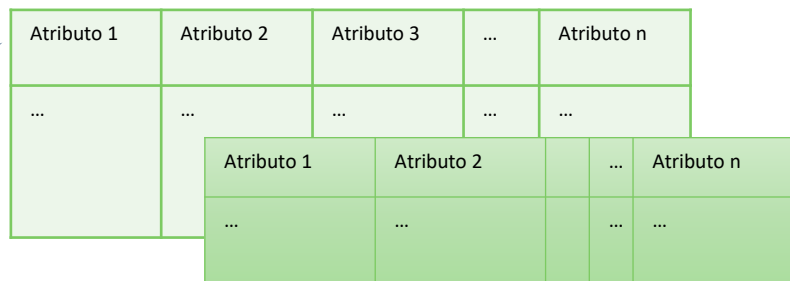 Atributo 1 Atributo 2 Atributo 3 ... Atributo n
... ... ... ... ...
Atributo 1 Atributo 2 ... Atributo n
... ... ... ...